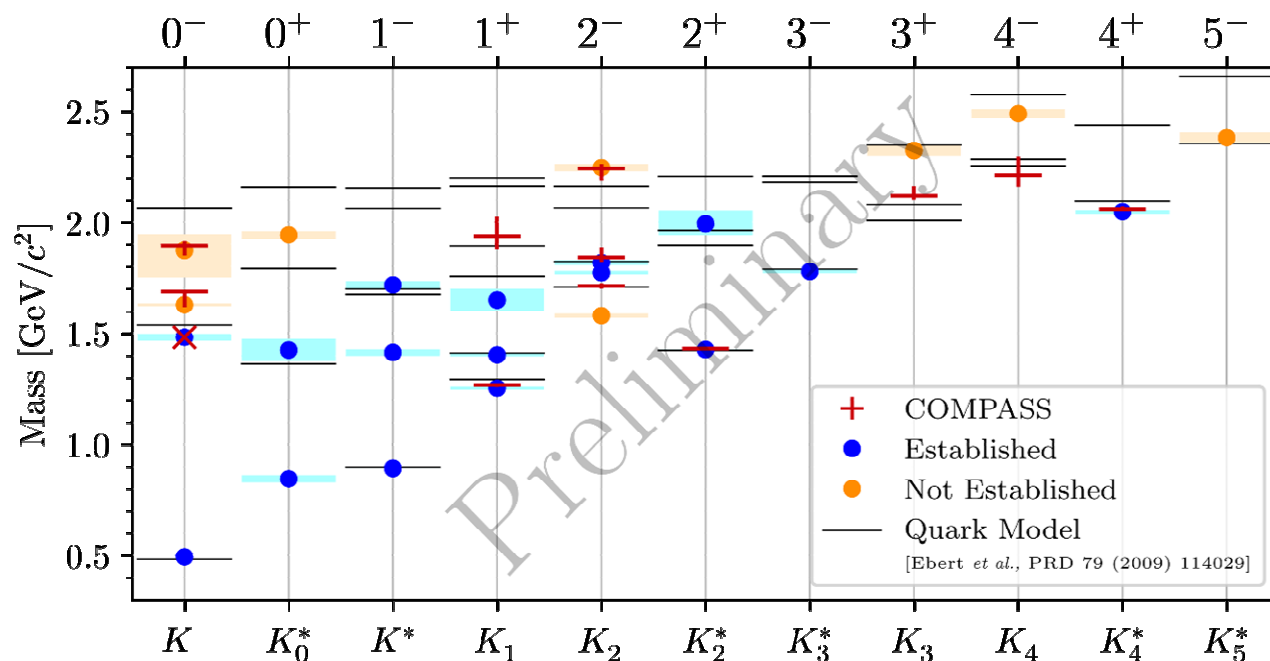 0⁻ 0⁺ 1⁻ 1⁺ 2⁻ 2⁺ 3⁻ 3⁺ 4⁻ 4⁺ 5⁻
Mass [GeV/c²]
2.5
2.0
1.5
1.0
0.5
Preliminary
COMPASS
Established
Not Established
Quark Model
[Ebert et al., PRD 79 (2009) 114029]
K K₀* K* K₁ K₂ K₂* K₃* K₃ K₄ K₄* K₅*